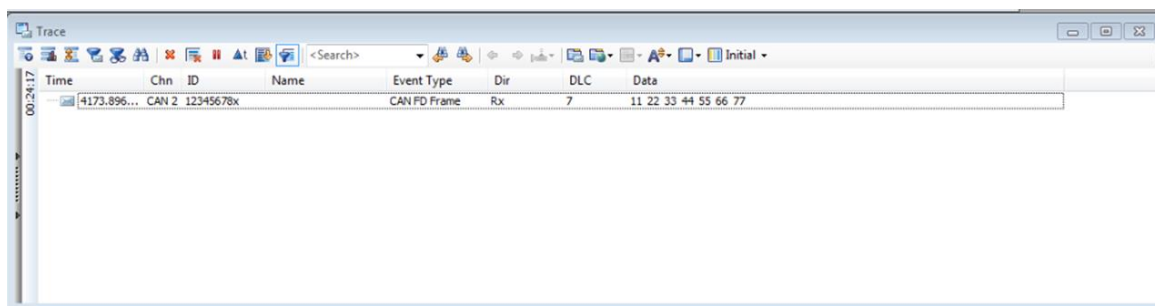 Trace
<Search> Initial
Time Chn ID Name Event Type Dir DLC Data
00:24:17
4173.896... CAN 2 12345678x CAN FD Frame Rx 7 11 22 33 44 55 66 77